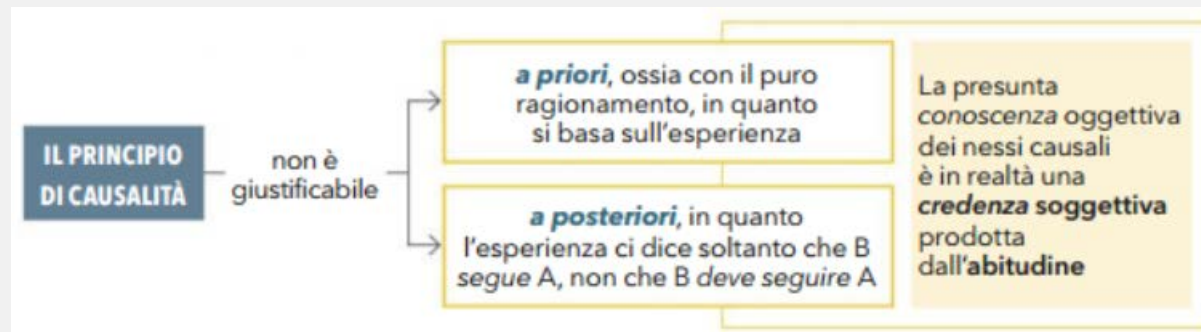 IL PRINCIPIO
DI CAUSALITÀ
non è
giustificabile
a priori, ossia con il puro
ragionamento, in quanto
si basa sull'esperienza
a posteriori, in quanto
l'esperienza ci dice soltanto che B
segue A, non che B deve seguire A
La presunta
conoscenza oggettiva
dei nessi causali
è in realtà una
credenza soggettiva
prodotta
dall'abitudine